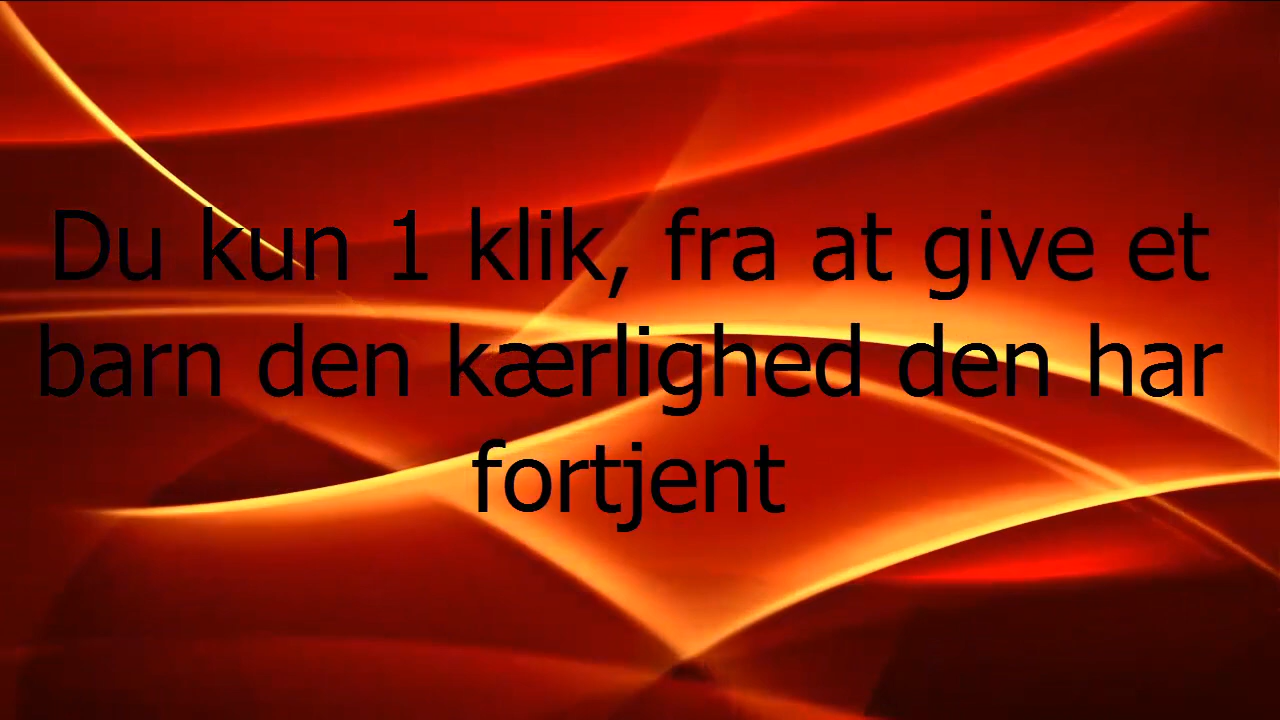 Du kun 1 klik, fra at give et
barn den kærlighed den har
fortjent